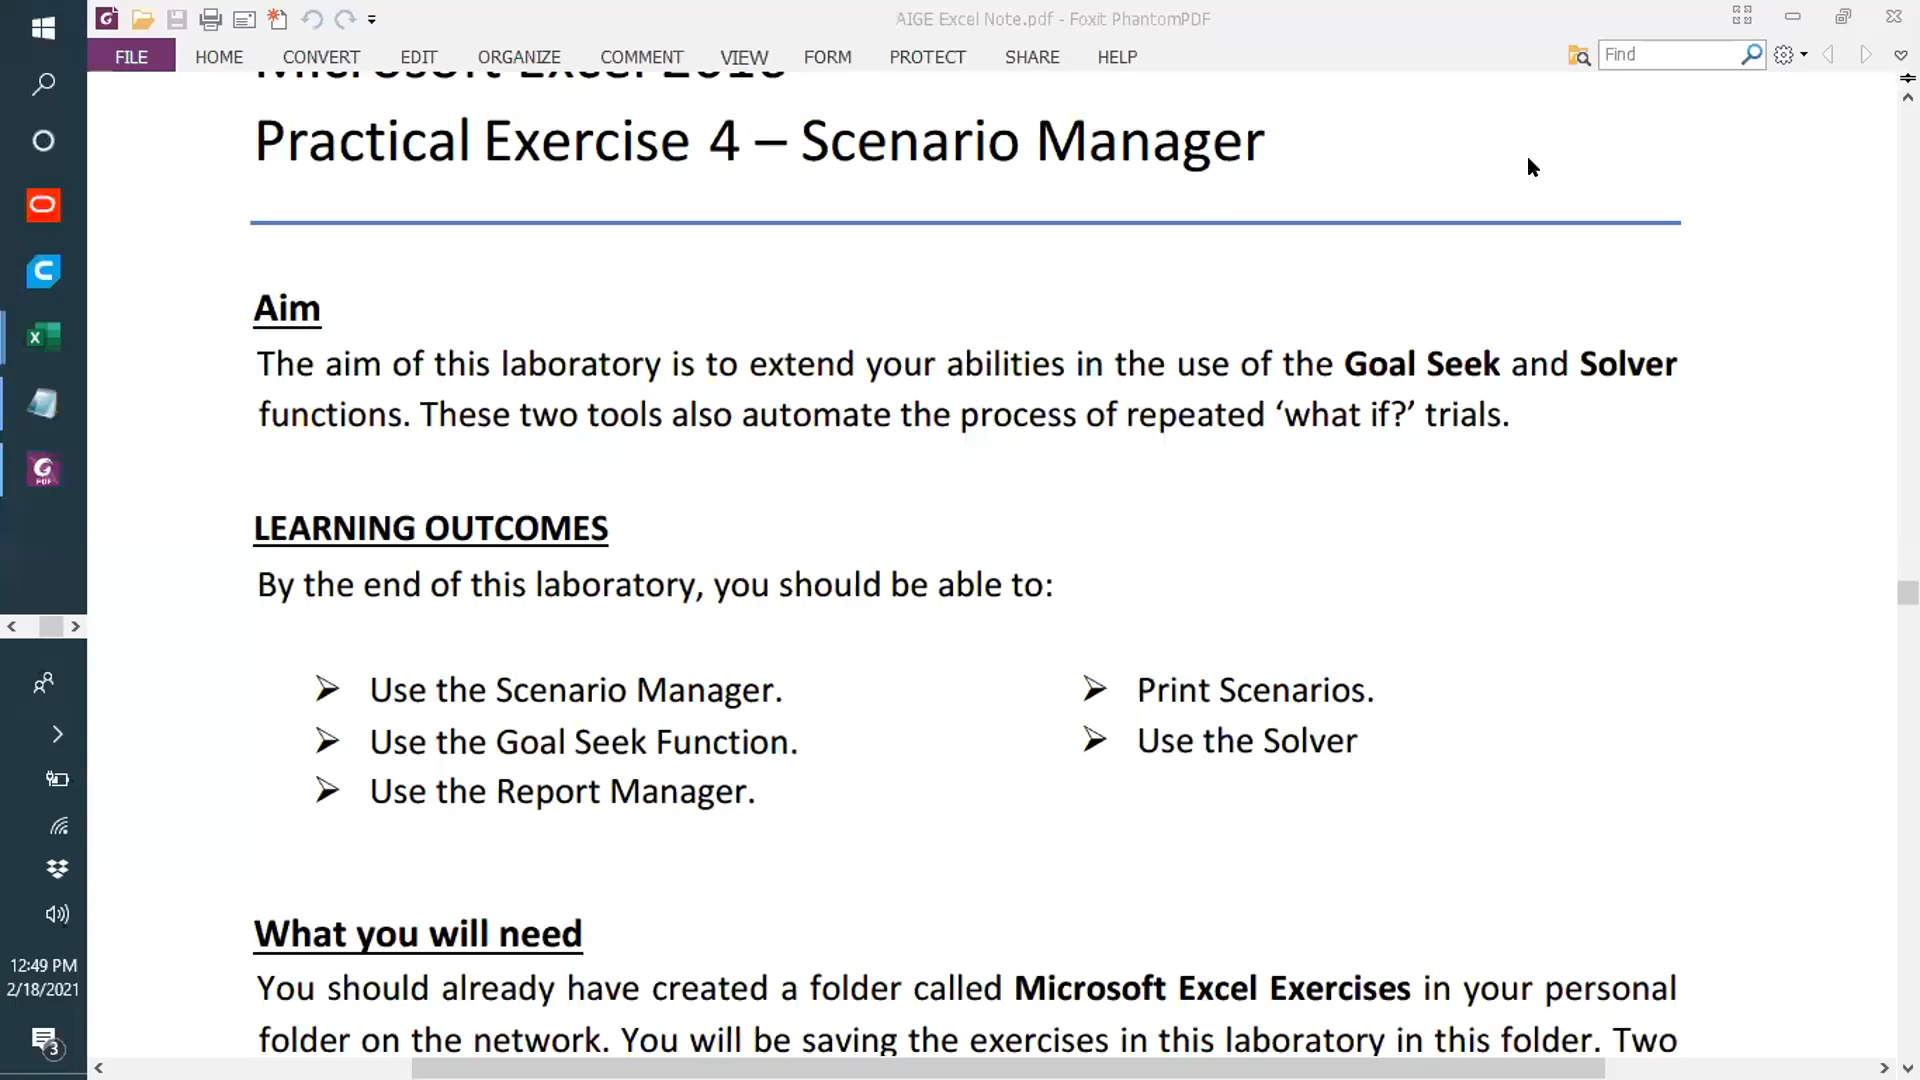 AIGE Excel Note.pdf - Foxit PhantomPDF
FILE HOME CONVERT EDIT ORGANIZE COMMENT VIEW FORM PROTECT SHARE HELP Find
Practical Exercise 4 – Scenario Manager
Aim
The aim of this laboratory is to extend your abilities in the use of the Goal Seek and Solver
functions. These two tools also automate the process of repeated ‘what if?’ trials.
LEARNING OUTCOMES
By the end of this laboratory, you should be able to:
➢ Use the Scenario Manager.
➢ Use the Goal Seek Function.
➢ Use the Report Manager.
➢ Print Scenarios.
➢ Use the Solver
What you will need
You should already have created a folder called Microsoft Excel Exercises in your personal
folder on the network. You will be saving the exercises in this laboratory in this folder. Two
12:49 PM
2/18/2021
3